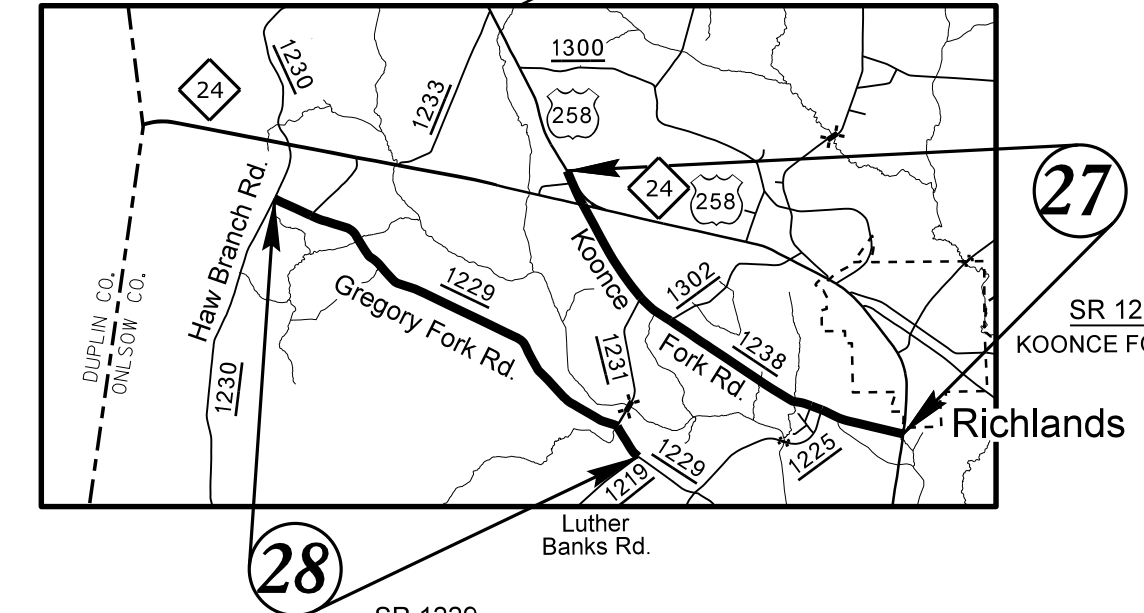 1300
1230
24
258
1233
27
24
258
Haw Branch Rd.
Koonce
1302
1229
DUPLIN CO.
ONLSOW CO.
Gregory Fork Rd.
SR 12
KOONCE FO
1238
1231
Fork Rd.
1230
Richlands
1229
1225
1219
Luther
Banks Rd.
28
SR 1229